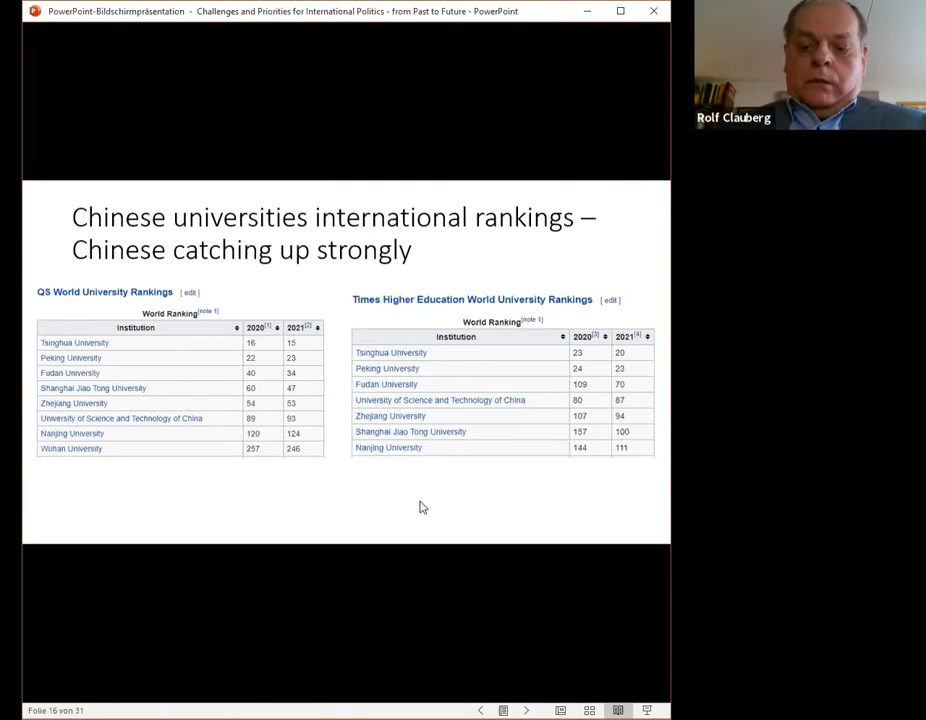 PowerPoint-Bildschirmpräsentation - Challenges and Priorities for International Politics - from Past to Future - PowerPoint
Rolf Clauberg
Chinese universities international rankings –
Chinese catching up strongly
QS World University Rankings [ edit ]
World Ranking[note 1]
Institution 2020[1] 2021[2]
Tsinghua University 16 15
Peking University 22 23
Fudan University 40 34
Shanghai Jiao Tong University 60 47
Zhejiang University 54 53
University of Science and Technology of China 89 93
Nanjing University 120 124
Wuhan University 257 246
Times Higher Education World University Rankings [ edit ]
World Ranking[note 1]
Institution 2020[3] 2021[4]
Tsinghua University 23 20
Peking University 24 23
Fudan University 109 70
University of Science and Technology of China 80 87
Zhejiang University 107 94
Shanghai Jiao Tong University 157 100
Nanjing University 144 111
Folie 16 von 31